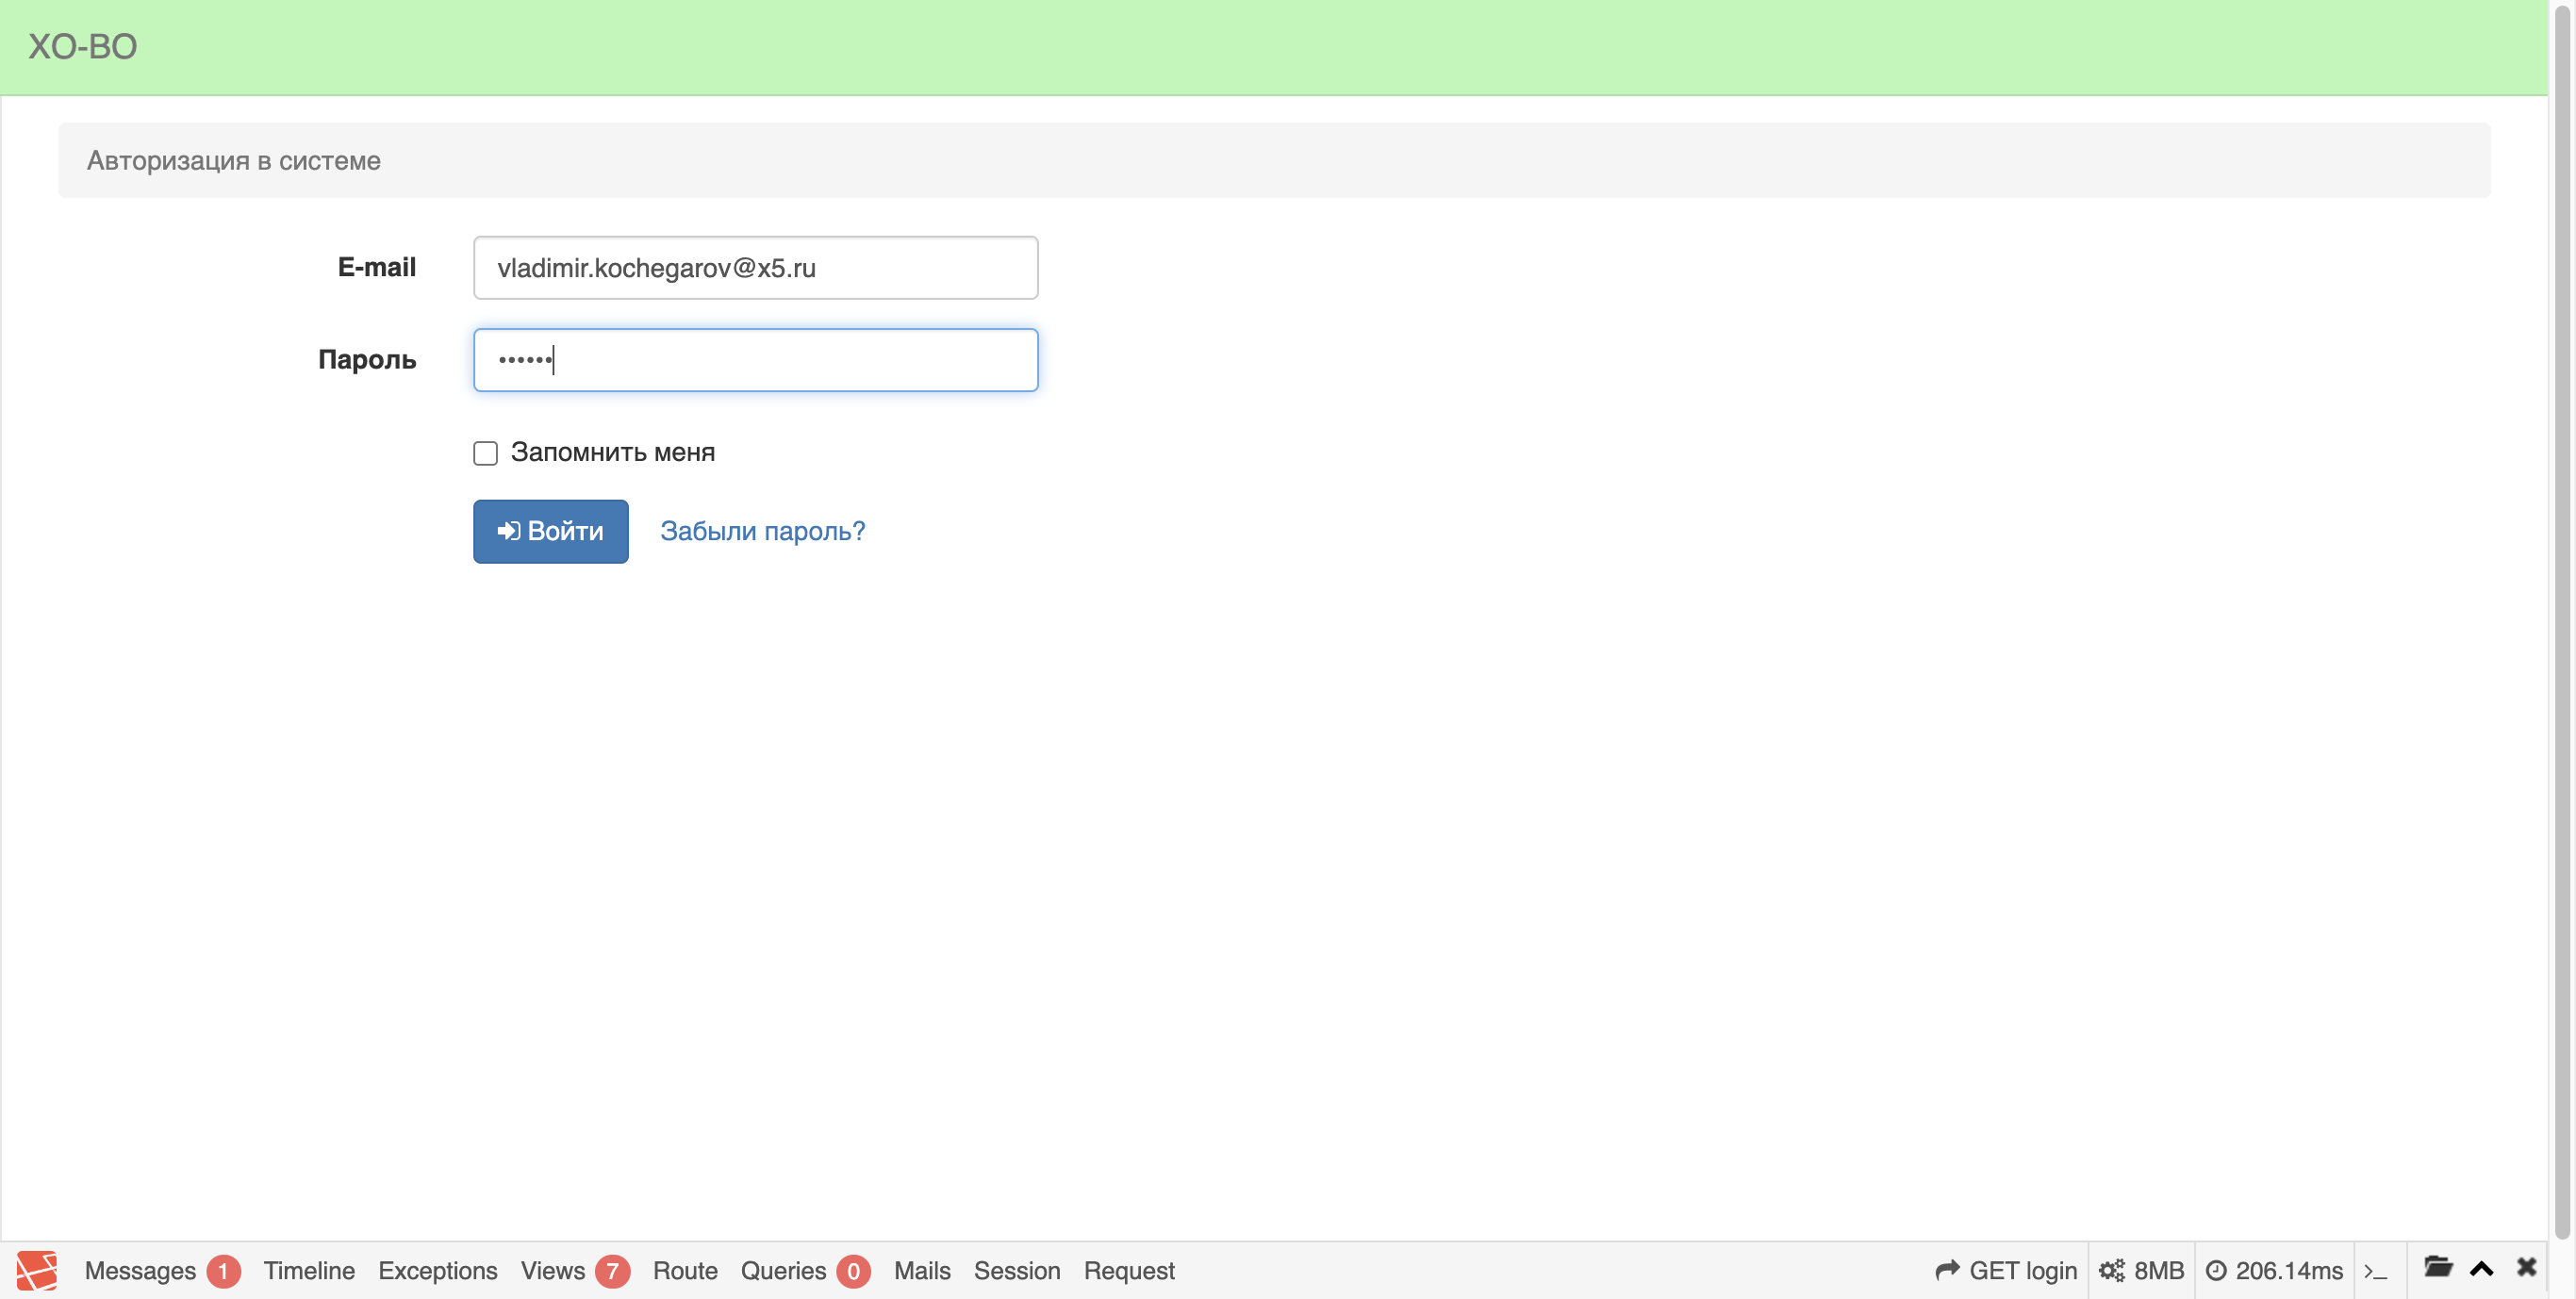 XO-BO
Авторизация в системе
E-mail
vladimir.kochegarov@x5.ru
Пароль
••••••
Запомнить меня
Войти Забыли пароль?
Messages 1 Timeline Exceptions Views 7 Route Queries 0 Mails Session Request GET login 8MB 206.14ms >_